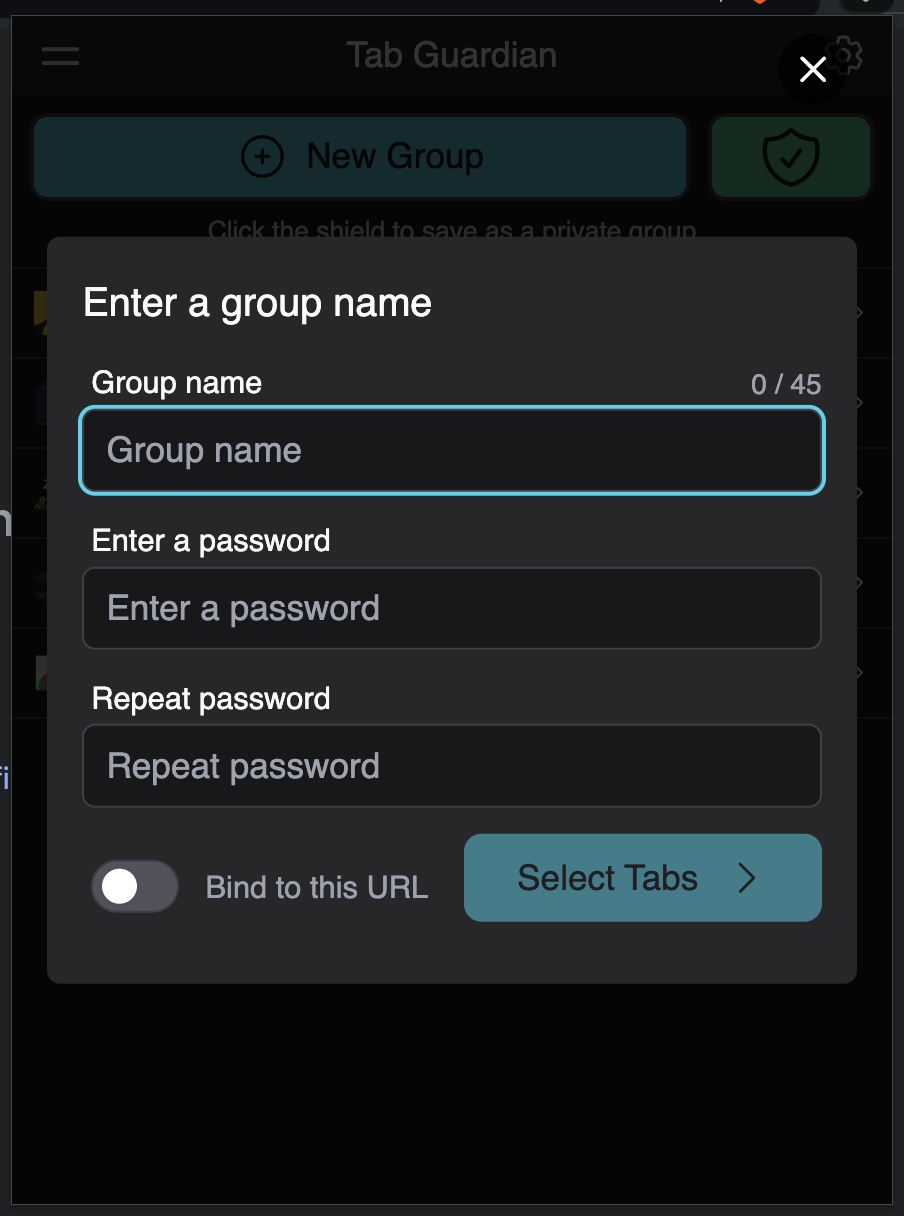 Tab Guardian
New Group
Click the shield to save as a private group
Enter a group name
Group name
0 / 45
Group name
Enter a password
Enter a password
Repeat password
Repeat password
Bind to this URL
Select Tabs